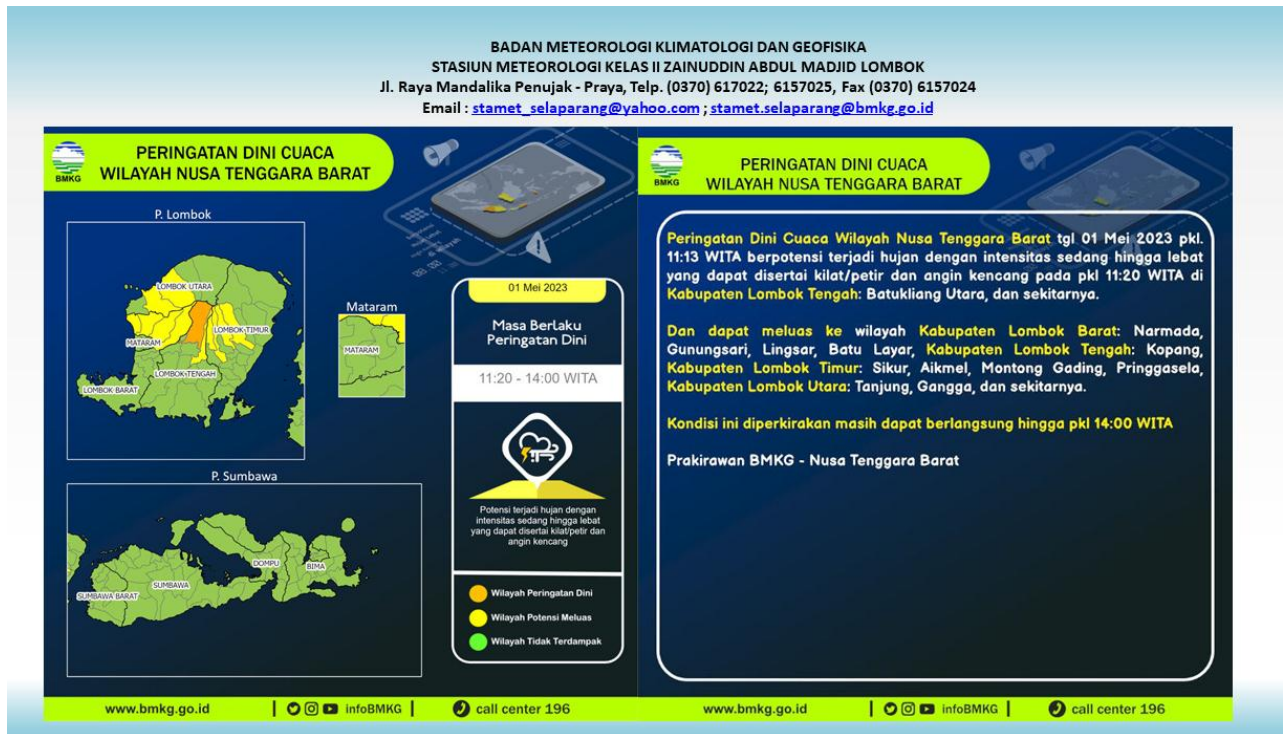 BADAN METEOROLOGI KLIMATOLOGI DAN GEOFISIKA
STASIUN METEOROLOGI KELAS II ZAINUDDIN ABDUL MADJID LOMBOK
Jl. Raya Mandalika Penujak - Praya, Telp. (0370) 617022; 6157025, Fax (0370) 6157024
Email : stamet_selaparang@yahoo.com ; stamet.selaparang@bmkg.go.id
BMKG
PERINGATAN DINI CUACA
WILAYAH NUSA TENGGARA BARAT
P. Lombok
LOMBOK UTARA
LOMBOK TIMUR
MATARAM
LOMBOK TENGAH
LOMBOK BARAT
Mataram
MATARAM
P. Sumbawa
DOMPU
BIMA
SUMBAWA
SUMBAWA BARAT
01 Mei 2023
Masa Berlaku
Peringatan Dini
11:20 - 14:00 WITA
Potensi terjadi hujan dengan
intensitas sedang hingga lebat
yang dapat disertai kilat/petir dan
angin kencang
Wilayah Peringatan Dini
Wilayah Potensi Meluas
Wilayah Tidak Terdampak
www.bmkg.go.id | infoBMKG | call center 196
BMKG
PERINGATAN DINI CUACA
WILAYAH NUSA TENGGARA BARAT
Peringatan Dini Cuaca Wilayah Nusa Tenggara Barat tgl 01 Mei 2023 pkl.
11:13 WITA berpotensi terjadi hujan dengan intensitas sedang hingga lebat
yang dapat disertai kilat/petir dan angin kencang pada pkl 11:20 WITA di
Kabupaten Lombok Tengah: Batukliang Utara, dan sekitarnya.
Dan dapat meluas ke wilayah Kabupaten Lombok Barat: Narmada,
Gunungsari, Lingsar, Batu Layar, Kabupaten Lombok Tengah: Kopang,
Kabupaten Lombok Timur: Sikur, Aikmel, Montong Gading, Pringgasela,
Kabupaten Lombok Utara: Tanjung, Gangga, dan sekitarnya.
Kondisi ini diperkirakan masih dapat berlangsung hingga pkl 14:00 WITA
Prakirawan BMKG - Nusa Tenggara Barat
www.bmkg.go.id | infoBMKG | call center 196